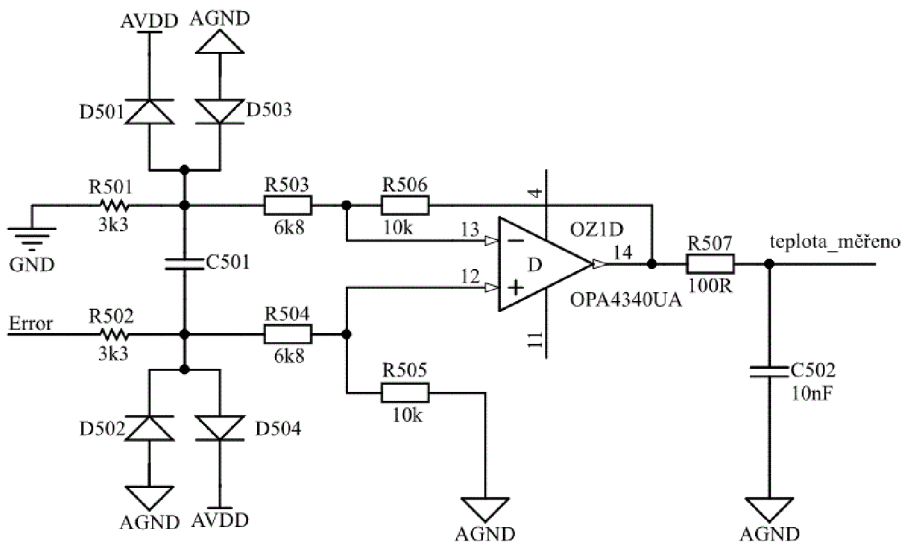 AVDD
AGND
D501
D503
R501
3k3
GND
R503
6k8
R506
10k
4
OZ1D
13
D
14
R507
100R
teplota_měřeno
C501
12
OPA4340UA
11
Error
R502
3k3
R504
6k8
R505
10k
C502
10nF
D502
D504
AGND
AVDD
AGND
AGND